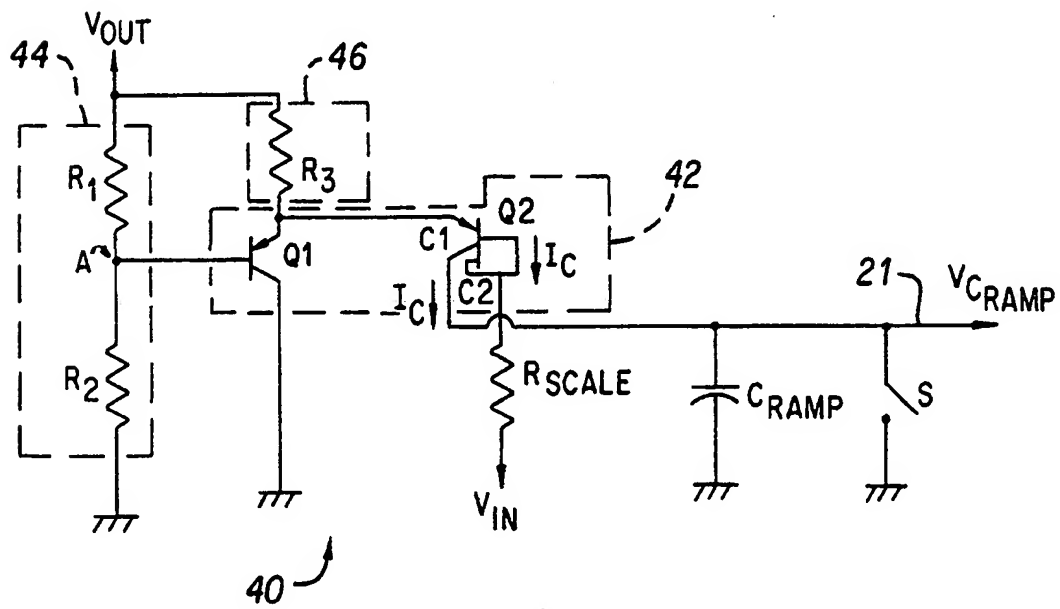 VOUT
44
46
R1
R3
42
Q2
C1
A
Q1
IC
C2
IC
21
VCRAMP
R2
RSCALE
CRAMP
S
VIN
40